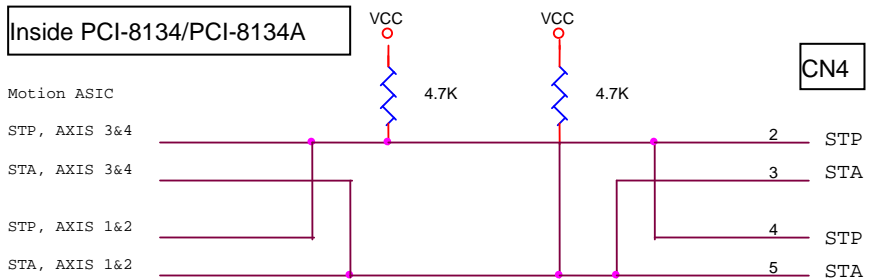 Inside PCI-8134/PCI-8134A
VCC
VCC
CN4
Motion ASIC
4.7K
4.7K
STP, AXIS 3&4
2
STP
STA, AXIS 3&4
3
STA
STP, AXIS 1&2
4
STP
STA, AXIS 1&2
5
STA